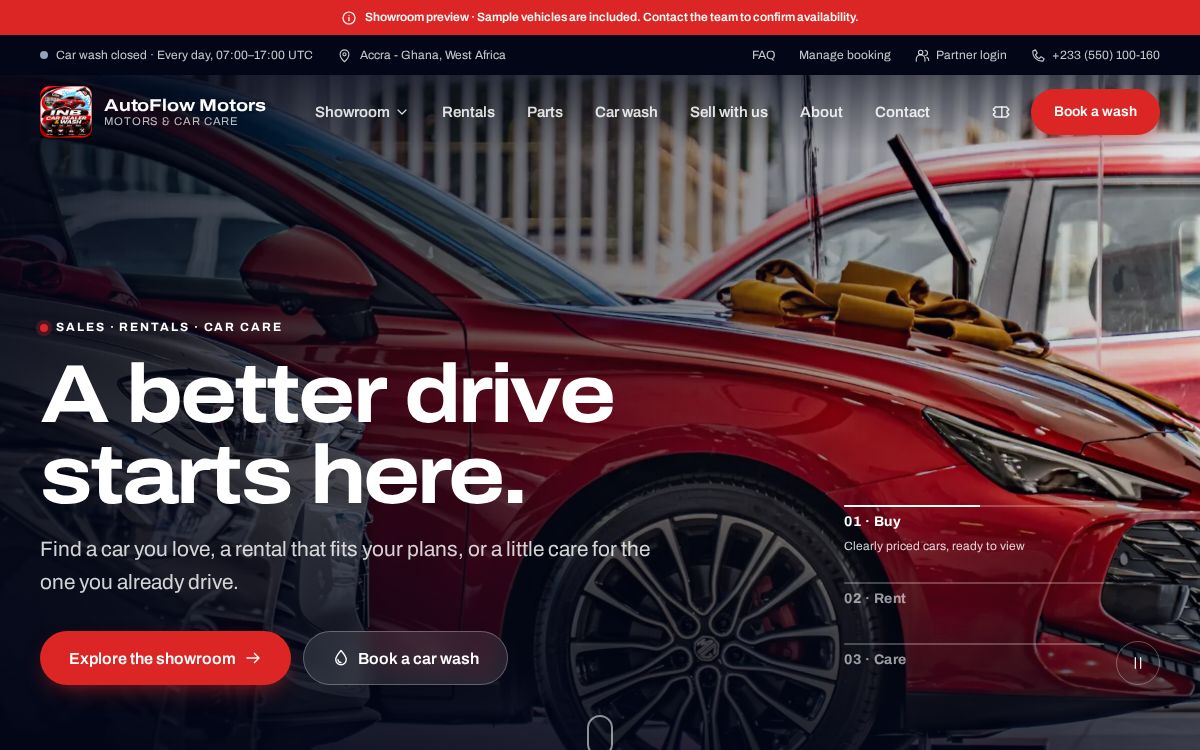 Showroom preview · Sample vehicles are included. Contact the team to confirm availability.
Car wash closed · Every day, 07:00–17:00 UTC
Accra - Ghana, West Africa
FAQ
Manage booking
Partner login
+233 (550) 100-160
INB
CAR DEALER
& WASH
AutoFlow Motors
MOTORS & CAR CARE
Showroom
Rentals
Parts
Car wash
Sell with us
About
Contact
Book a wash
SALES · RENTALS · CAR CARE
A better drive
starts here.
Find a car you love, a rental that fits your plans, or a little care for the
one you already drive.
Explore the showroom
Book a car wash
01 · Buy
Clearly priced cars, ready to view
02 · Rent
03 · Care